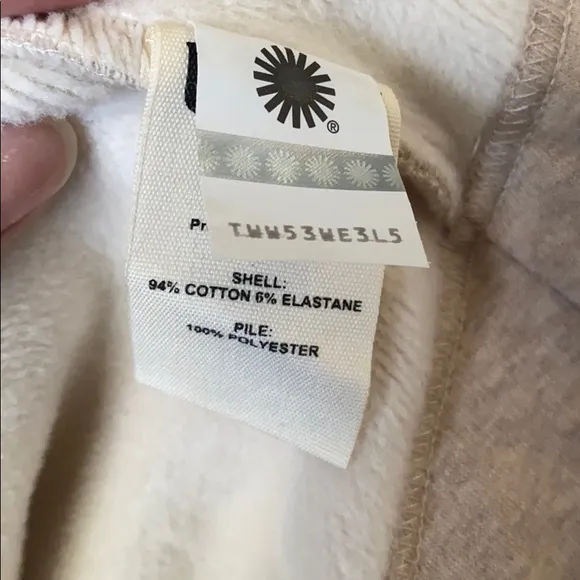 ®
TWW53WE3L5
Pr
SHELL:
94% COTTON 6% ELASTANE
PILE:
100% POLYESTER